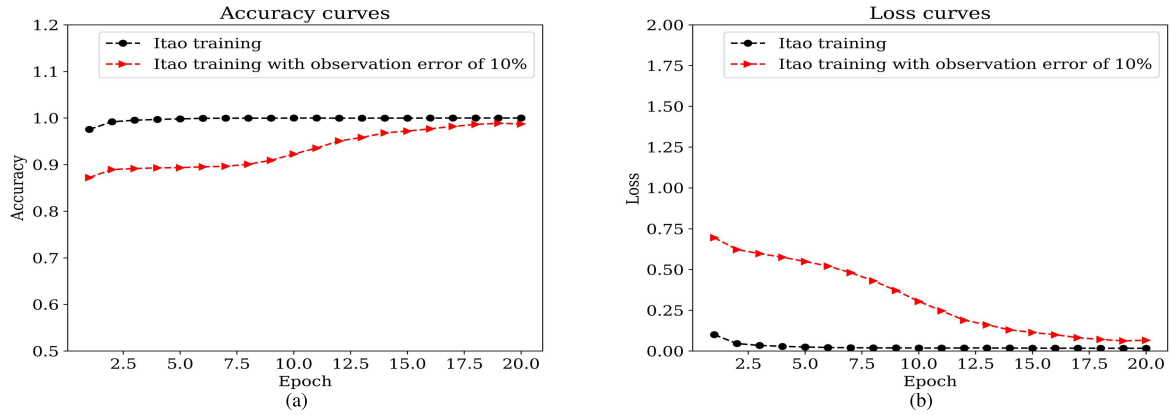 Accuracy curves
1.2
1.1
1.0
0.9
0.8
0.7
0.6
0.5
Accuracy
Itao training
Itao training with observation error of 10%
2.5 5.0 7.5 10.0 12.5 15.0 17.5 20.0
Epoch
(a)
Loss curves
2.00
1.75
1.50
1.25
1.00
0.75
0.50
0.25
0.00
Loss
Itao training
Itao training with observation error of 10%
2.5 5.0 7.5 10.0 12.5 15.0 17.5 20.0
Epoch
(b)